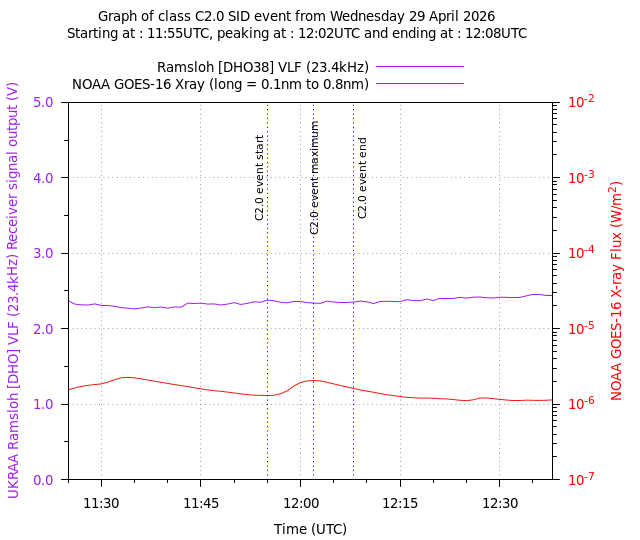 Graph of class C2.0 SID event from Wednesday 29 April 2026
Starting at : 11:55UTC, peaking at : 12:02UTC and ending at : 12:08UTC
Ramsloh [DHO38] VLF (23.4kHz)
NOAA GOES-16 Xray (long = 0.1nm to 0.8nm)
UKRAA Ramsloh [DHO] VLF (23.4kHz) Receiver signal output (V)
5.0
4.0
3.0
2.0
1.0
0.0
C2.0 event start
C2.0 event maximum
C2.0 event end
10-2
10-3
10-4
10-5
10-6
10-7
NOAA GOES-16 X-ray Flux (W/m2)
11:30
11:45
12:00
12:15
12:30
Time (UTC)